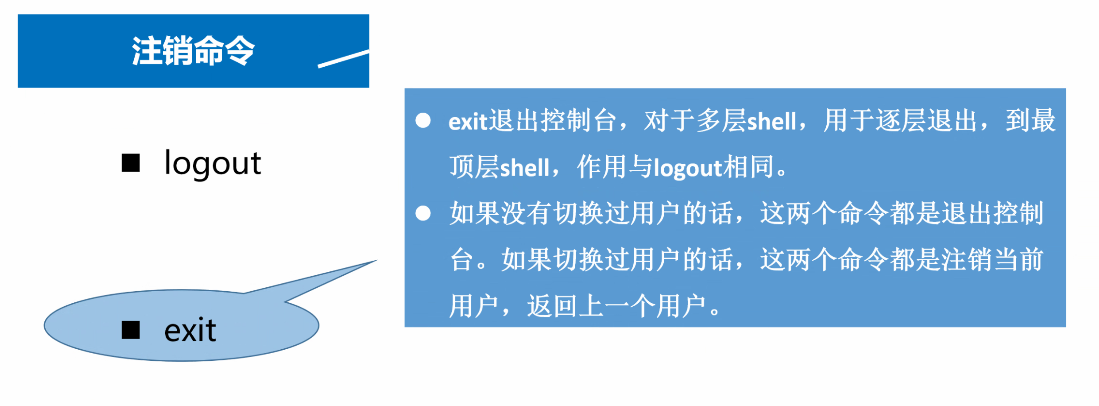 注销命令
logout
exit
exit退出控制台，对于多层shell，用于逐层退出，到最
顶层shell，作用与logout相同。
如果没有切换过用户的话，这两个命令都是退出控制
台。如果切换过用户的话，这两个命令都是注销当前
用户，返回上一个用户。